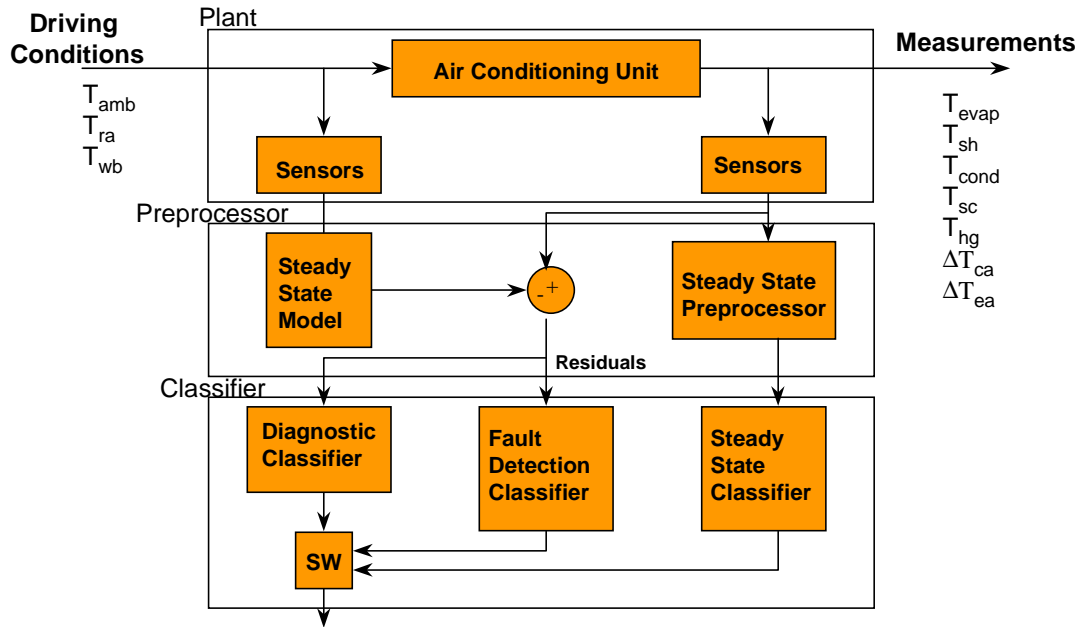 Driving
Conditions
Plant
Measurements
Air Conditioning Unit
T_amb
T_ra
T_wb
T_evap
T_sh
T_cond
T_sc
T_hg
ΔT_ca
ΔT_ea
Sensors
Sensors
Preprocessor
Steady
State
Model
- +
Steady State
Preprocessor
Residuals
Classifier
Diagnostic
Classifier
Fault
Detection
Classifier
Steady
State
Classifier
SW